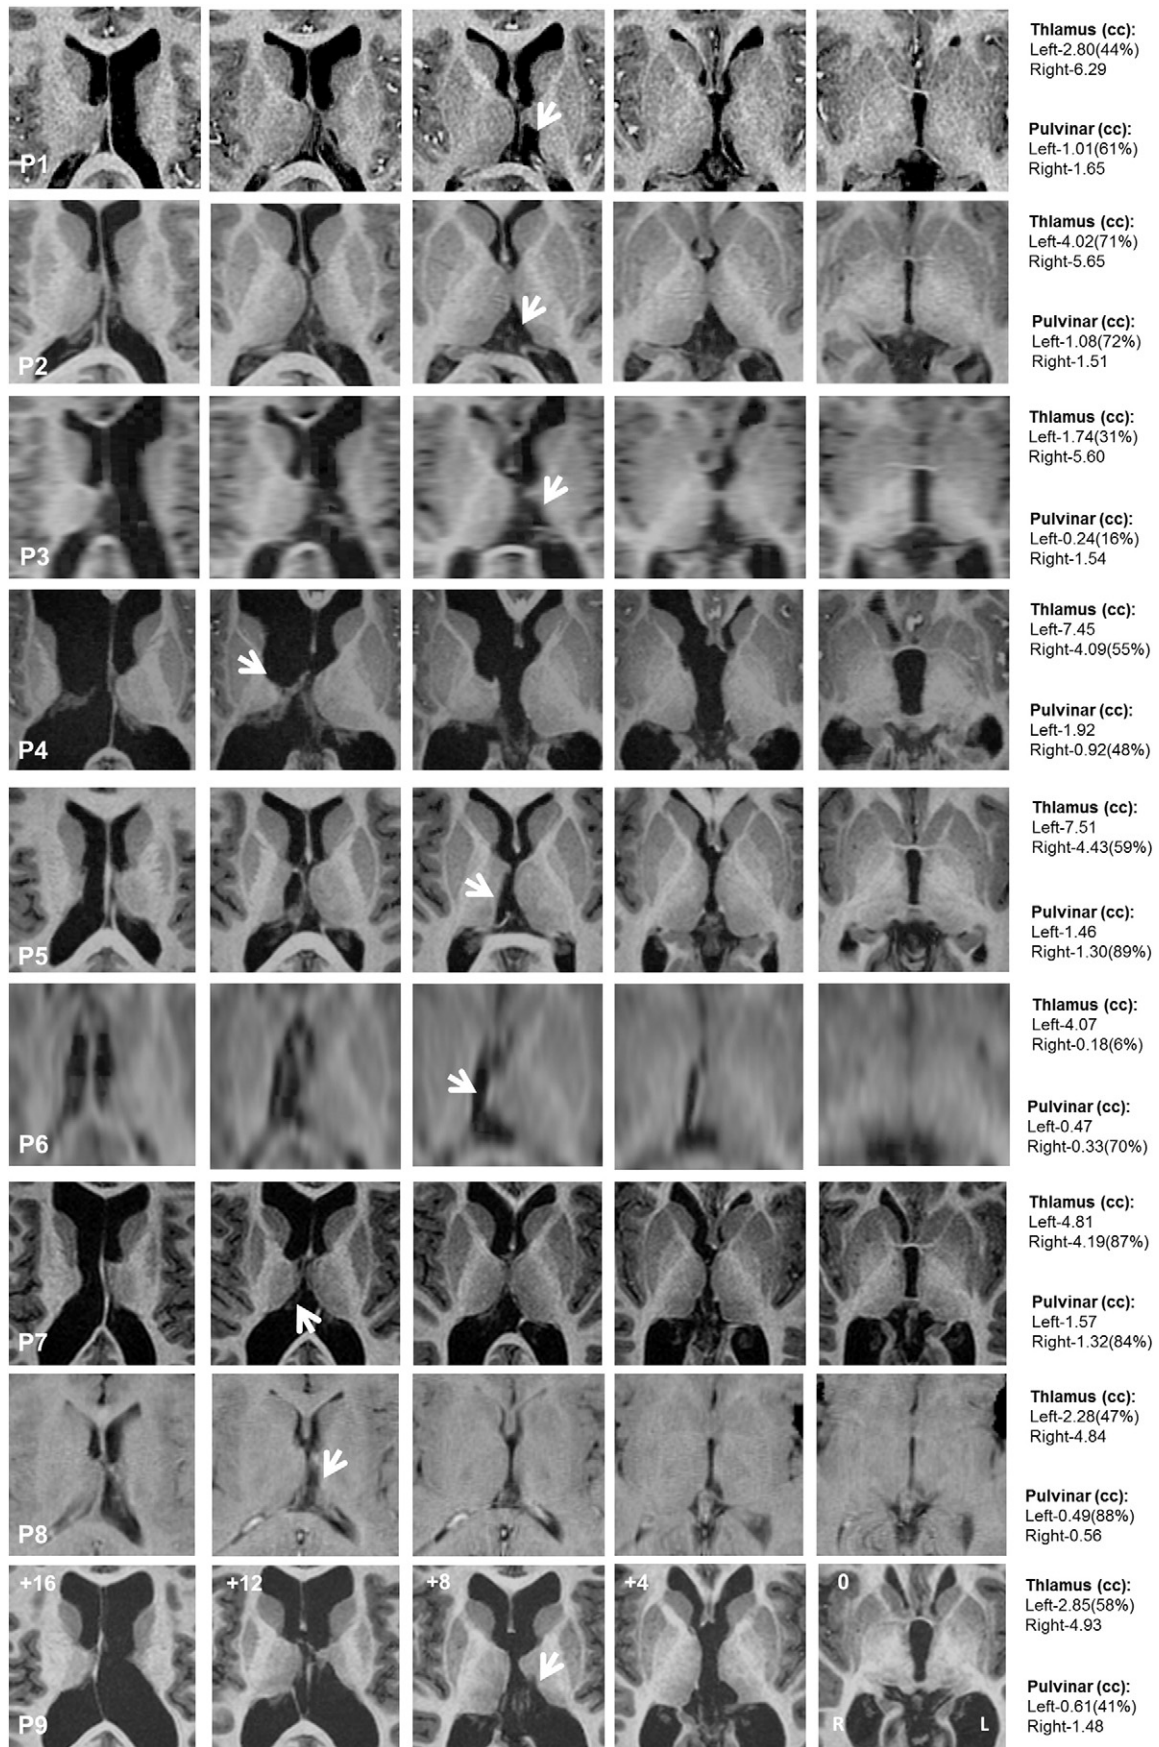 P1
Thlamus (cc):
Left-2.80(44%)
Right-6.29
Pulvinar (cc):
Left-1.01(61%)
Right-1.65
P2
Thlamus (cc):
Left-4.02(71%)
Right-5.65
Pulvinar (cc):
Left-1.08(72%)
Right-1.51
P3
Thlamus (cc):
Left-1.74(31%)
Right-5.60
Pulvinar (cc):
Left-0.24(16%)
Right-1.54
P4
Thlamus (cc):
Left-7.45
Right-4.09(55%)
Pulvinar (cc):
Left-1.92
Right-0.92(48%)
P5
Thlamus (cc):
Left-7.51
Right-4.43(59%)
Pulvinar (cc):
Left-1.46
Right-1.30(89%)
P6
Thlamus (cc):
Left-4.07
Right-0.18(6%)
Pulvinar (cc):
Left-0.47
Right-0.33(70%)
P7
Thlamus (cc):
Left-4.81
Right-4.19(87%)
Pulvinar (cc):
Left-1.57
Right-1.32(84%)
P8
Thlamus (cc):
Left-2.28(47%)
Right-4.84
Pulvinar (cc):
Left-0.49(88%)
Right-0.56
+16 +12 +8 +4 0
P9
R L
Thlamus (cc):
Left-2.85(58%)
Right-4.93
Pulvinar (cc):
Left-0.61(41%)
Right-1.48